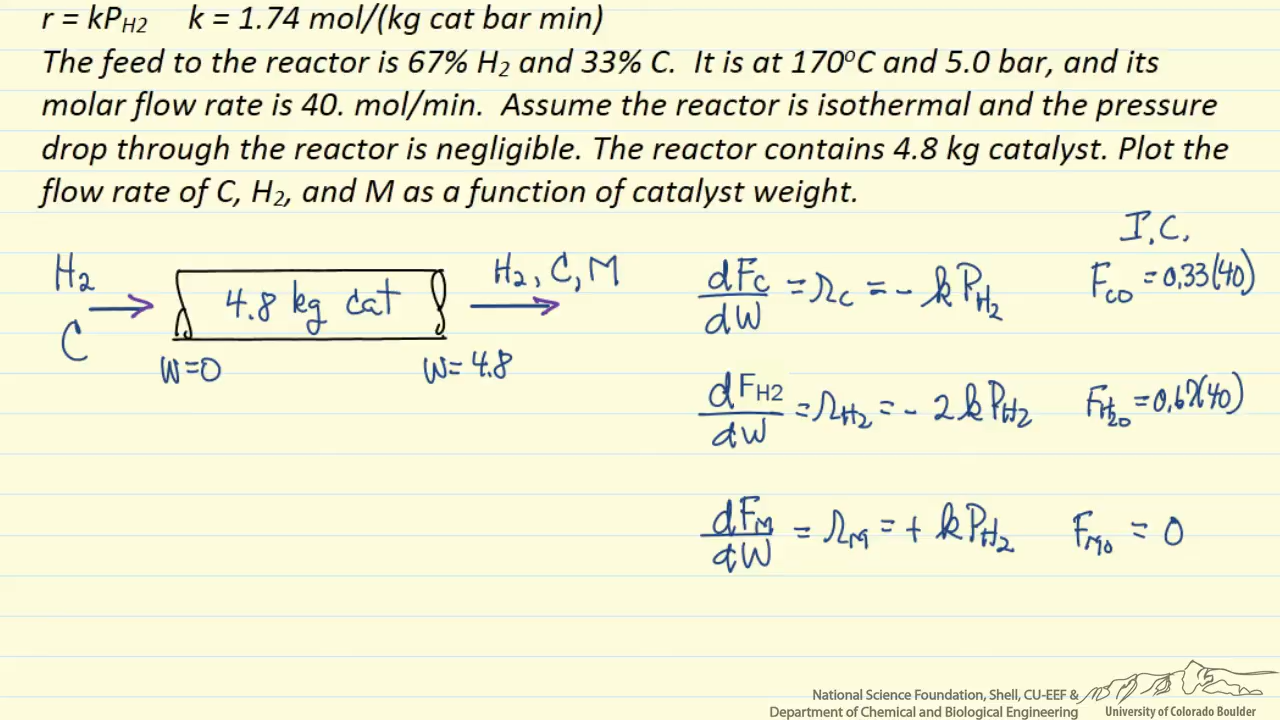 r = kP_H2    k = 1.74 mol/(kg cat bar min)
The feed to the reactor is 67% H₂ and 33% C.  It is at 170°C and 5.0 bar, and its
molar flow rate is 40. mol/min.  Assume the reactor is isothermal and the pressure
drop through the reactor is negligible. The reactor contains 4.8 kg catalyst. Plot the
flow rate of C, H₂, and M as a function of catalyst weight.
I.C.
H₂
4.8 kg cat
H₂, C, M
C
W=0
W= 4.8
dF_C/dW = r_C = - kP_H₂
F_C0 = 0.33(40)
dF_H2/dW = r_H₂ = - 2kP_H₂
F_H₂0 = 0.67(40)
dF_M/dW = r_M = + kP_H₂
F_M0 = 0
National Science Foundation, Shell, CU-EEF &
Department of Chemical and Biological Engineering
University of Colorado Boulder